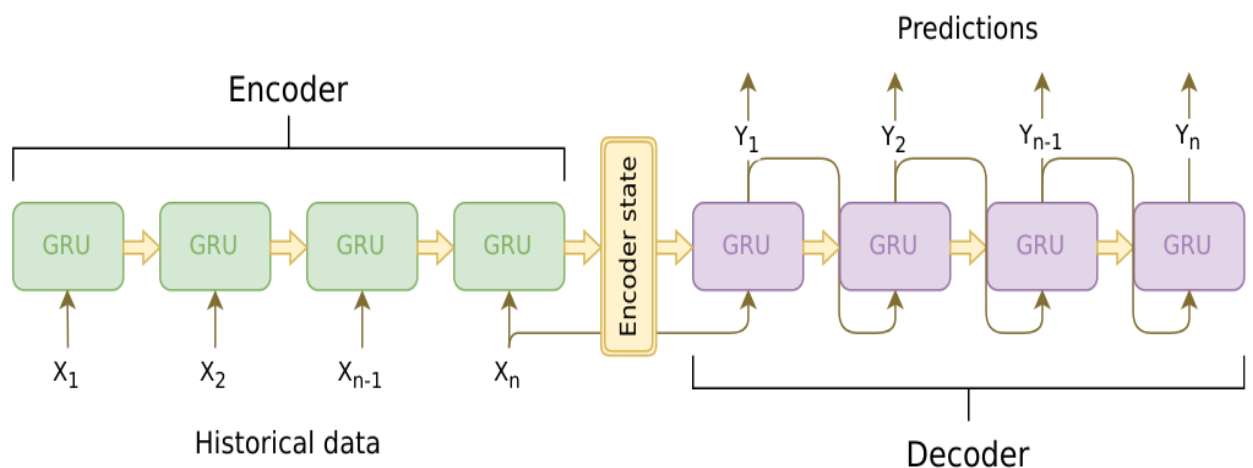 Predictions
Encoder
Y1
Y2
Yn-1
Yn
GRU
GRU
GRU
GRU
Encoder state
GRU
GRU
GRU
GRU
X1
X2
Xn-1
Xn
Historical data
Decoder